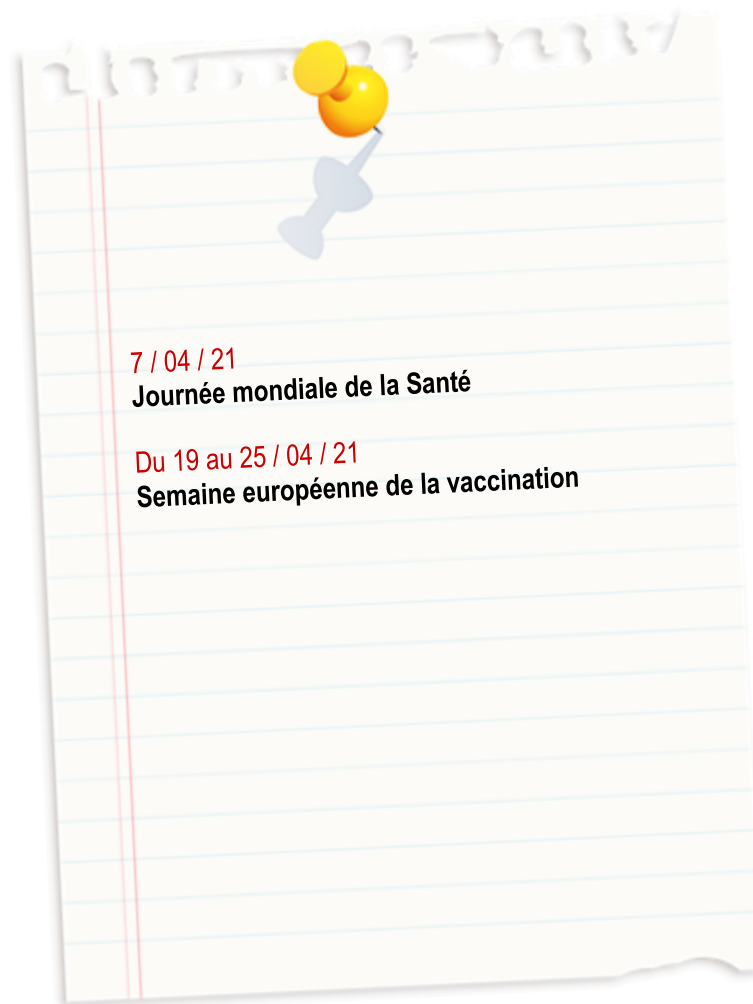 7 / 04 / 21
Journée mondiale de la Santé
Du 19 au 25 / 04 / 21
Semaine européenne de la vaccination